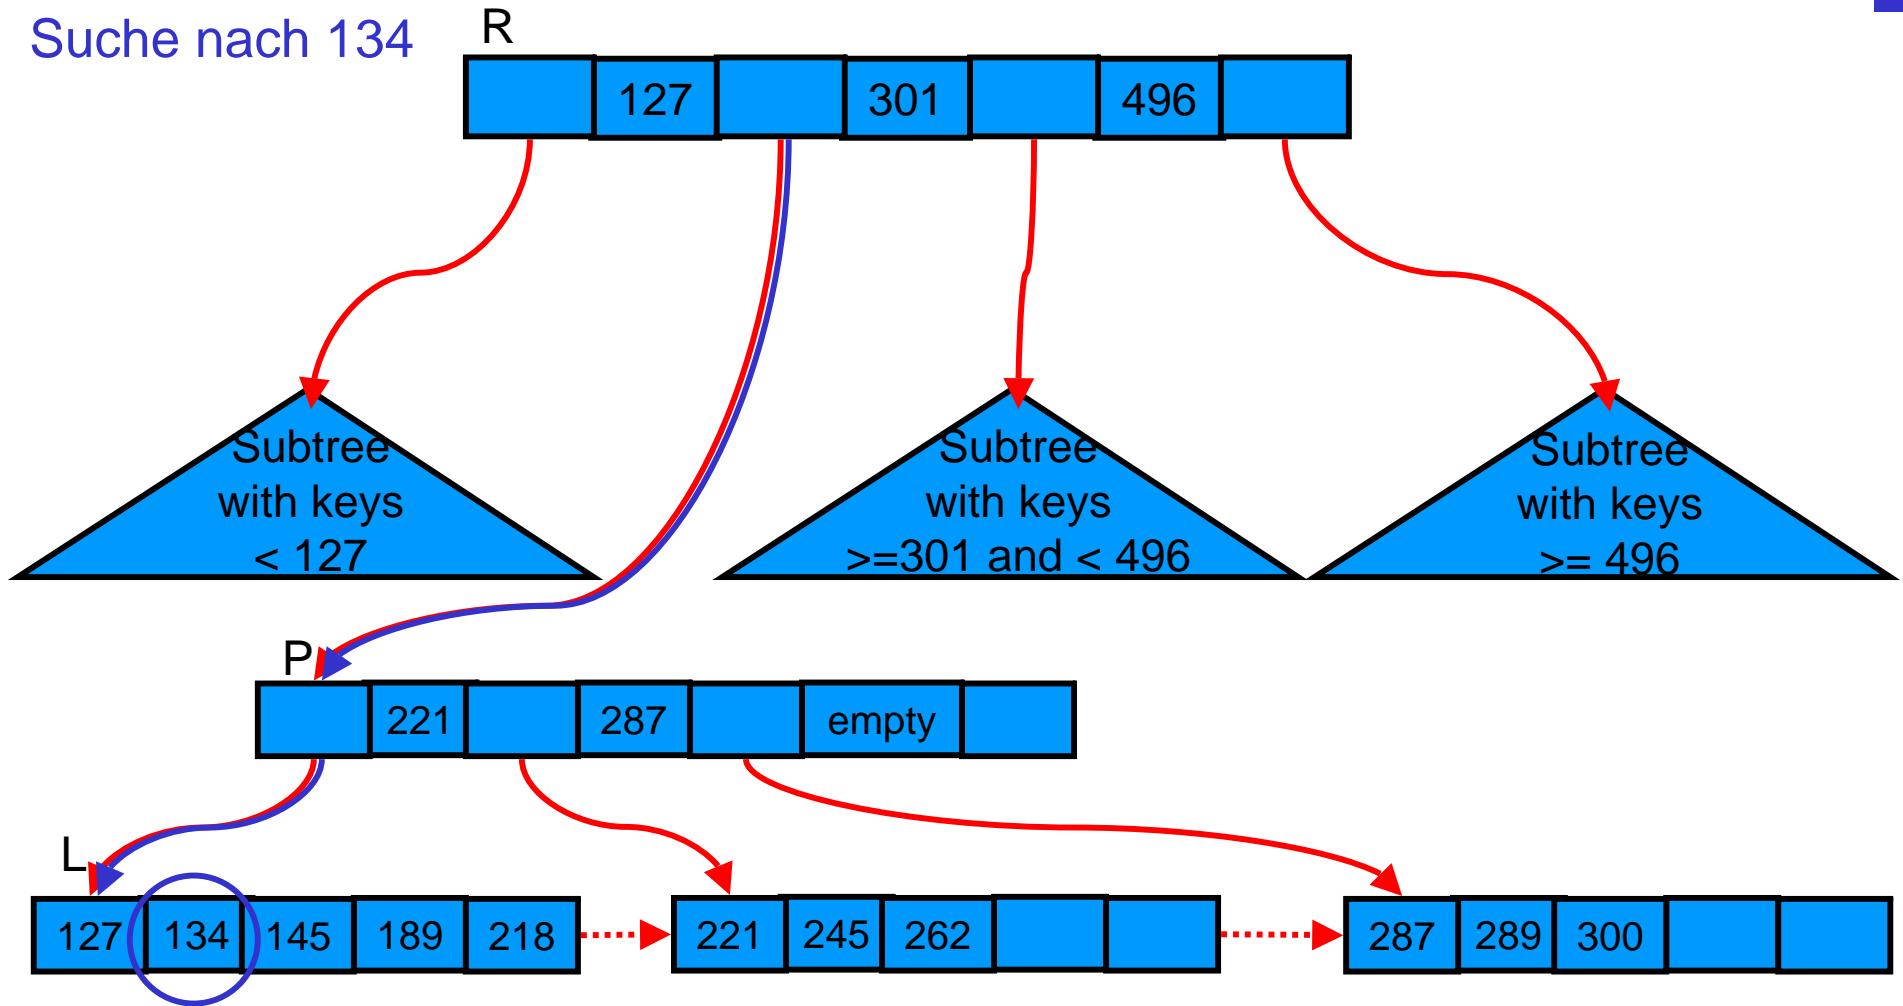 Suche nach 134
R
127 301 496
Subtree
with keys
< 127
Subtree
with keys
>=301 and < 496
Subtree
with keys
>= 496
P
221 287 empty
L
127 134 145 189 218 221 245 262 287 289 300